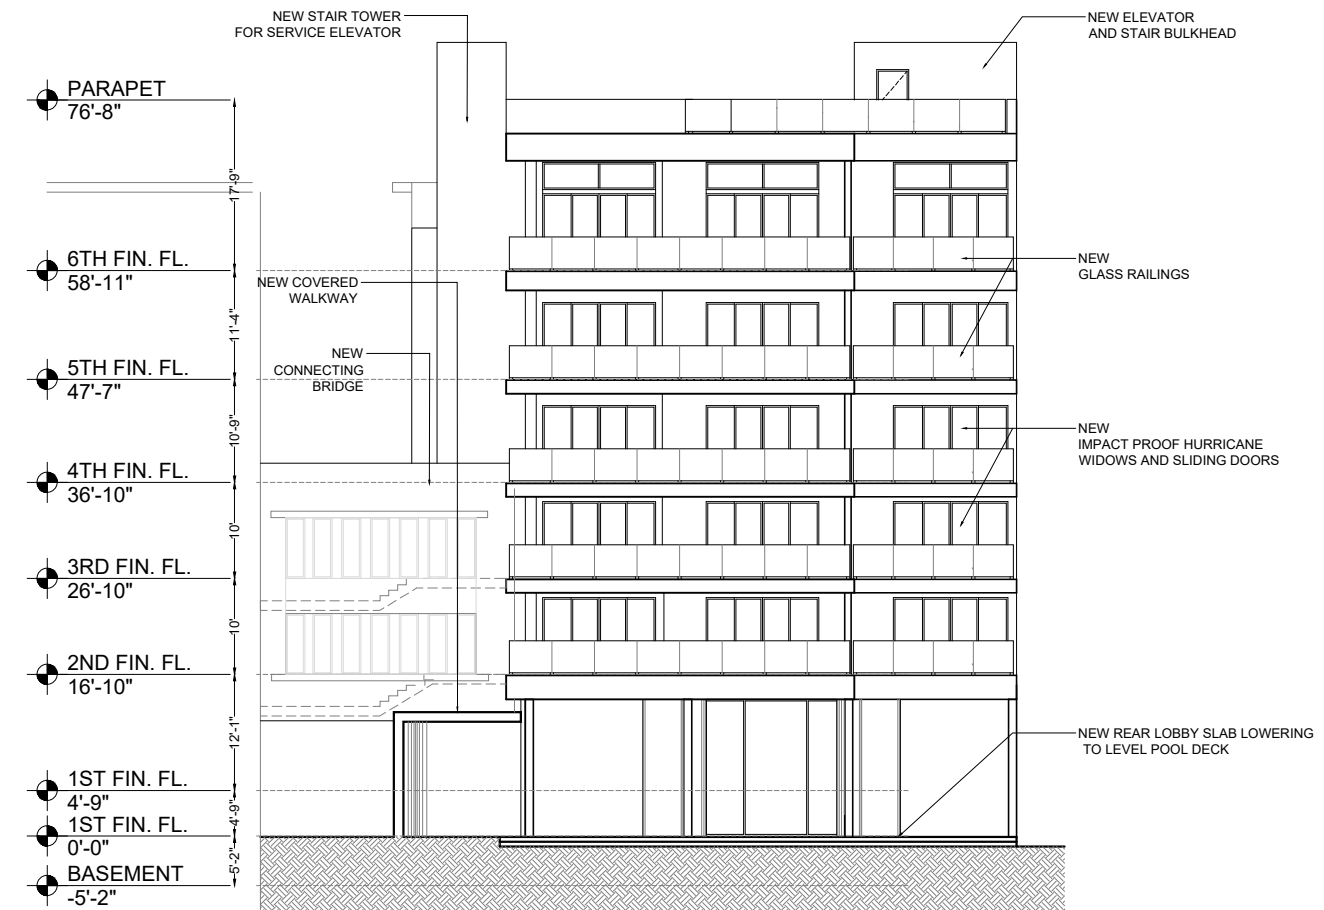 NEW STAIR TOWER
FOR SERVICE ELEVATOR
NEW ELEVATOR
AND STAIR BULKHEAD
PARAPET
76'-8"
17'-9"
6TH FIN. FL.
58'-11"
NEW COVERED
WALKWAY
NEW
GLASS RAILINGS
11'-4"
NEW
CONNECTING
BRIDGE
5TH FIN. FL.
47'-7"
10'-9"
NEW
IMPACT PROOF HURRICANE
WIDOWS AND SLIDING DOORS
4TH FIN. FL.
36'-10"
10'
3RD FIN. FL.
26'-10"
10'
2ND FIN. FL.
16'-10"
12'-1"
NEW REAR LOBBY SLAB LOWERING
TO LEVEL POOL DECK
1ST FIN. FL.
4'-9"
4'-9"
1ST FIN. FL.
0'-0"
5'-2"
BASEMENT
-5'-2"